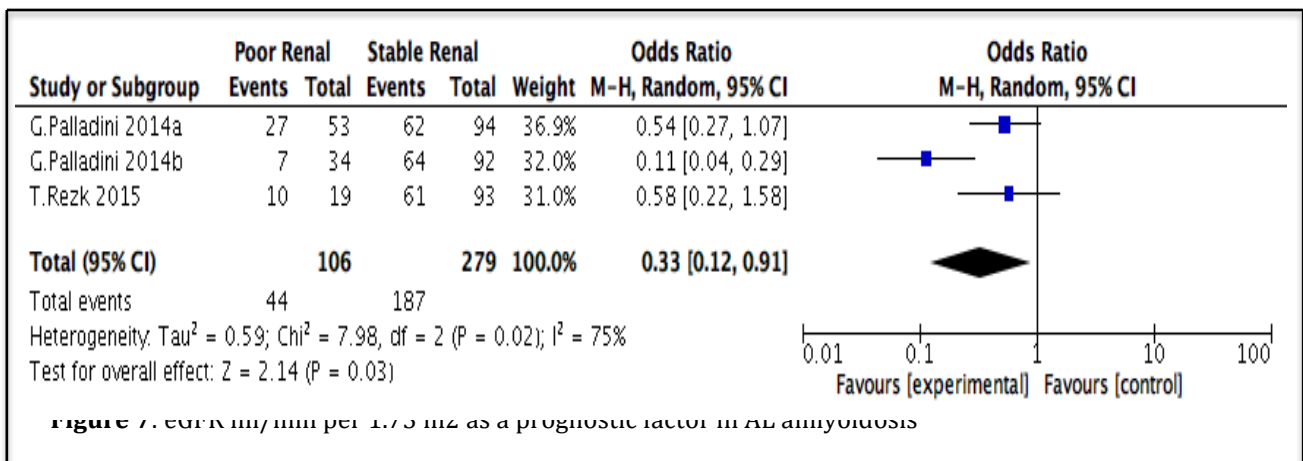 Poor Renal Stable Renal Odds Ratio Odds Ratio
Study or Subgroup Events Total Events Total Weight M-H, Random, 95% CI M-H, Random, 95% CI
G.Palladini 2014a 27 53 62 94 36.9% 0.54 [0.27, 1.07]
G.Palladini 2014b 7 34 64 92 32.0% 0.11 [0.04, 0.29]
T.Rezk 2015 10 19 61 93 31.0% 0.58 [0.22, 1.58]
Total (95% CI) 106 279 100.0% 0.33 [0.12, 0.91]
Total events 44 187
Heterogeneity: Tau² = 0.59; Chi² = 7.98, df = 2 (P = 0.02); I² = 75%
Test for overall effect: Z = 2.14 (P = 0.03)
0.01 0.1 1 10 100
Favours [experimental] Favours [control]
Figure 7: eGFR ml/min per 1.73 m2 as a prognostic factor in AL amyloidosis